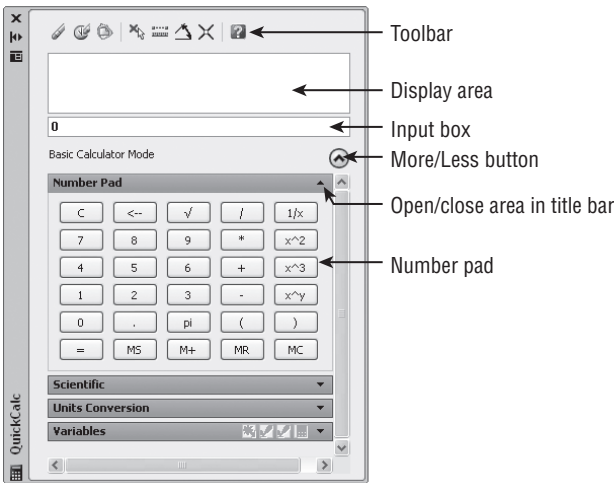 Toolbar
Display area
0
Input box
Basic Calculator Mode
More/Less button
Number Pad
Open/close area in title bar
C <-- √ / 1/x
7 8 9 * x^2
4 5 6 + x^3
Number pad
1 2 3 - x^y
0 . pi ( )
= MS M+ MR MC
Scientific
Units Conversion
Variables
QuickCalc